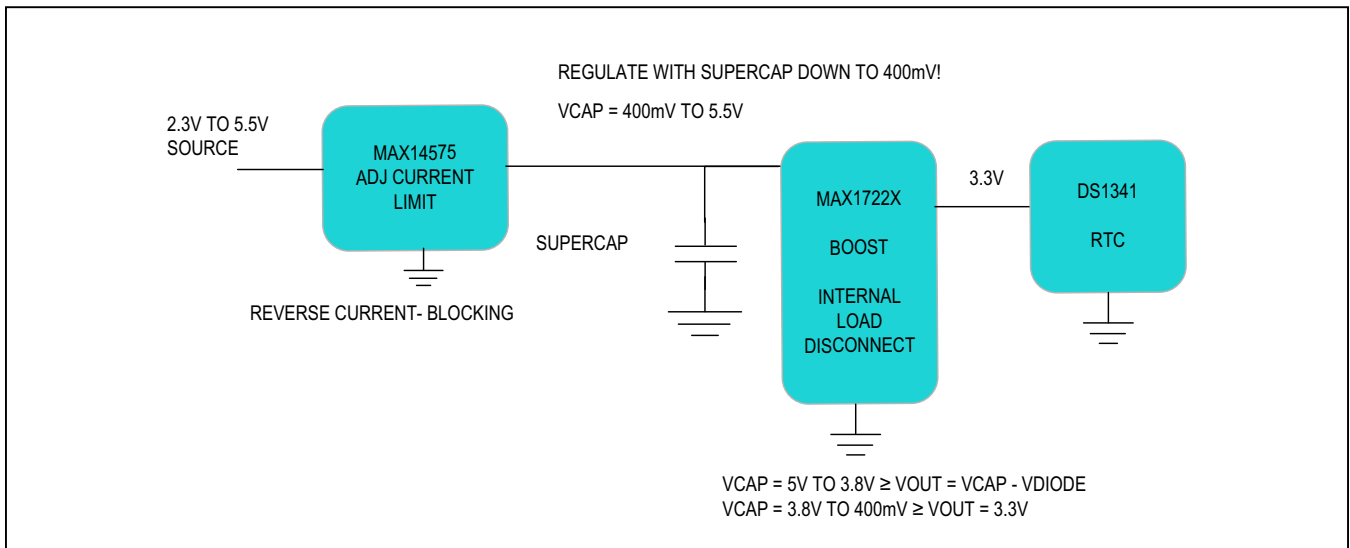 REGULATE WITH SUPERCAP DOWN TO 400mV!
VCAP = 400mV TO 5.5V
2.3V TO 5.5V
SOURCE
MAX14575
ADJ CURRENT
LIMIT
REVERSE CURRENT- BLOCKING
SUPERCAP
MAX1722X
BOOST
INTERNAL
LOAD
DISCONNECT
3.3V
DS1341
RTC
VCAP = 5V TO 3.8V ≥ VOUT = VCAP - VDIODE
VCAP = 3.8V TO 400mV ≥ VOUT = 3.3V